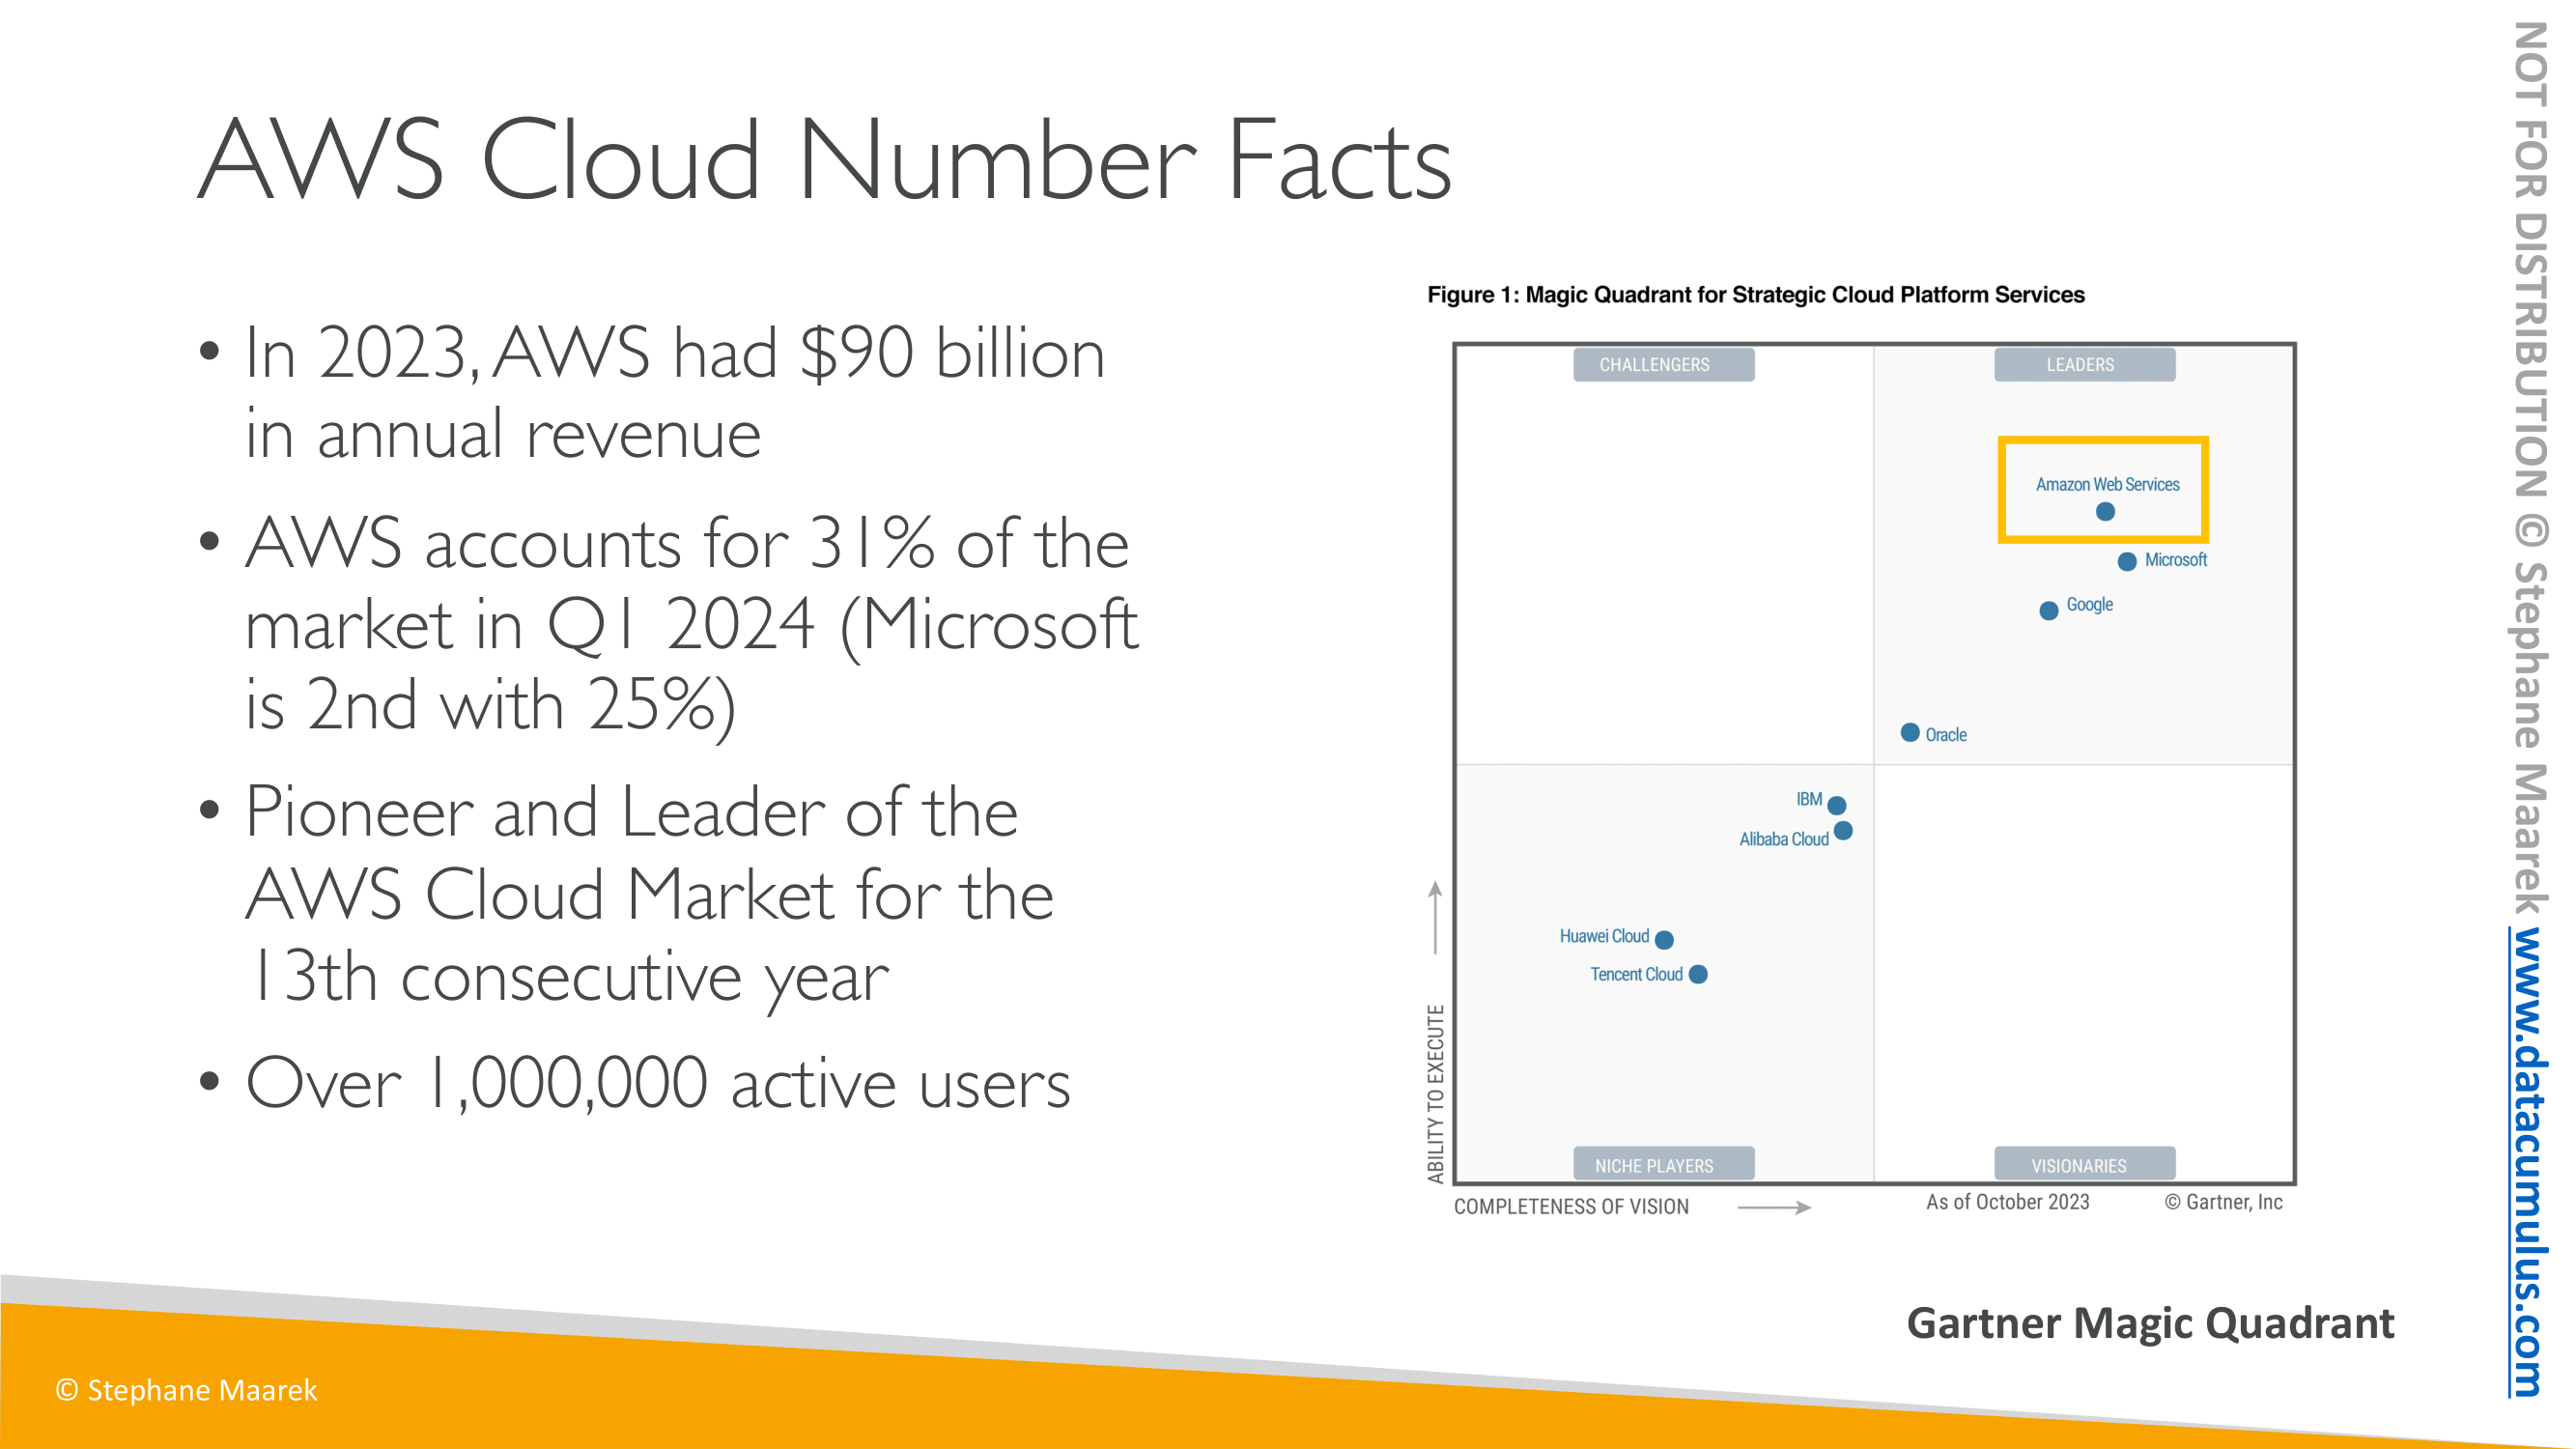 AWS Cloud Number Facts
• In 2023, AWS had $90 billion
in annual revenue
• AWS accounts for 31% of the
market in Q1 2024 (Microsoft
is 2nd with 25%)
• Pioneer and Leader of the
AWS Cloud Market for the
13th consecutive year
• Over 1,000,000 active users
Figure 1: Magic Quadrant for Strategic Cloud Platform Services
CHALLENGERS
LEADERS
Amazon Web Services
Microsoft
Google
Oracle
IBM
Alibaba Cloud
Huawei Cloud
Tencent Cloud
NICHE PLAYERS
VISIONARIES
ABILITY TO EXECUTE
COMPLETENESS OF VISION
As of October 2023
© Gartner, Inc
Gartner Magic Quadrant
© Stephane Maarek
NOT FOR DISTRIBUTION © Stephane Maarek www.datacumulus.com